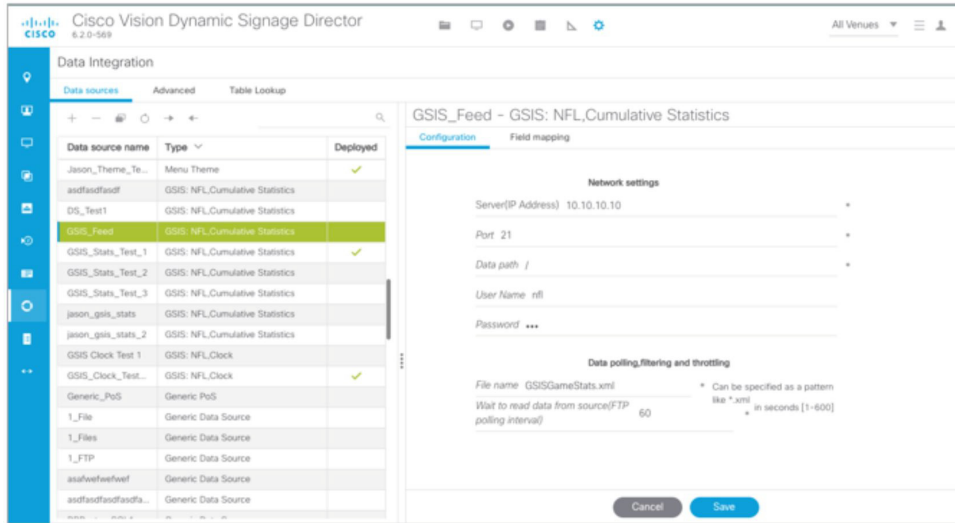 Cisco Vision Dynamic Signage Director
CISCO 6.2.0-569
All Venues
Data Integration
Data sources Advanced Table Lookup
GSIS_Feed - GSIS: NFL,Cumulative Statistics
Configuration Field mapping
Data source name Type Deployed
Jason_Theme_Te... Menu Theme
asdfasdfasdf GSIS: NFL,Cumulative Statistics
DS_Test1 GSIS: NFL,Cumulative Statistics
GSIS_Feed GSIS: NFL,Cumulative Statistics
GSIS_Stats_Test_1 GSIS: NFL,Cumulative Statistics
GSIS_Stats_Test_2 GSIS: NFL,Cumulative Statistics
GSIS_Stats_Test_3 GSIS: NFL,Cumulative Statistics
jason_gsis_stats GSIS: NFL,Cumulative Statistics
jason_gsis_stats_2 GSIS: NFL,Cumulative Statistics
GSIS Clock Test 1 GSIS: NFL,Clock
GSIS_Clock_Test... GSIS: NFL,Clock
Generic_PoS Generic PoS
1_File Generic Data Source
1_Files Generic Data Source
1_FTP Generic Data Source
asafwefwefwef Generic Data Source
asdfasdfasdfasdfa... Generic Data Source
Network settings
Server(IP Address) 10.10.10.10 *
Port 21 *
Data path / *
User Name nfl
Password •••
Data polling,filtering and throttling
File name GSISGameStats.xml * Can be specified as a pattern
like *.xml
Wait to read data from source(FTP
polling interval) 60 * in seconds [1-600]
Cancel Save